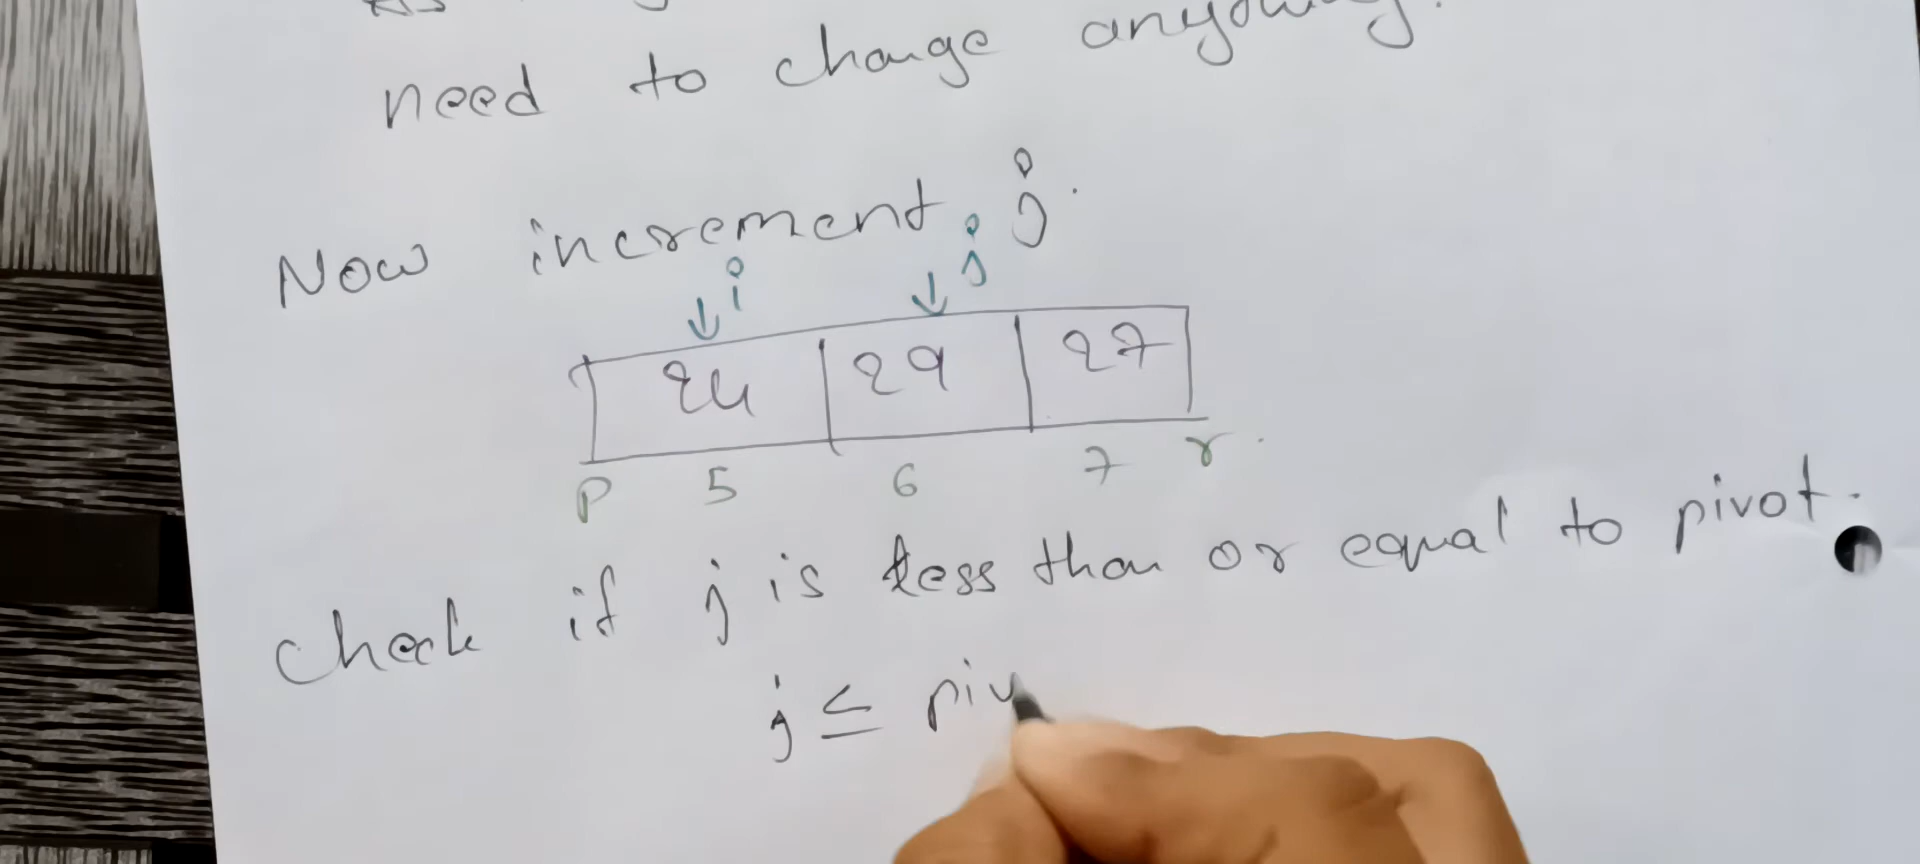 need to change anything.
Now increment j.
i j
24 29 27
P 5 6 7 r.
Check if j is less than or equal to pivot.
j ≤ piv